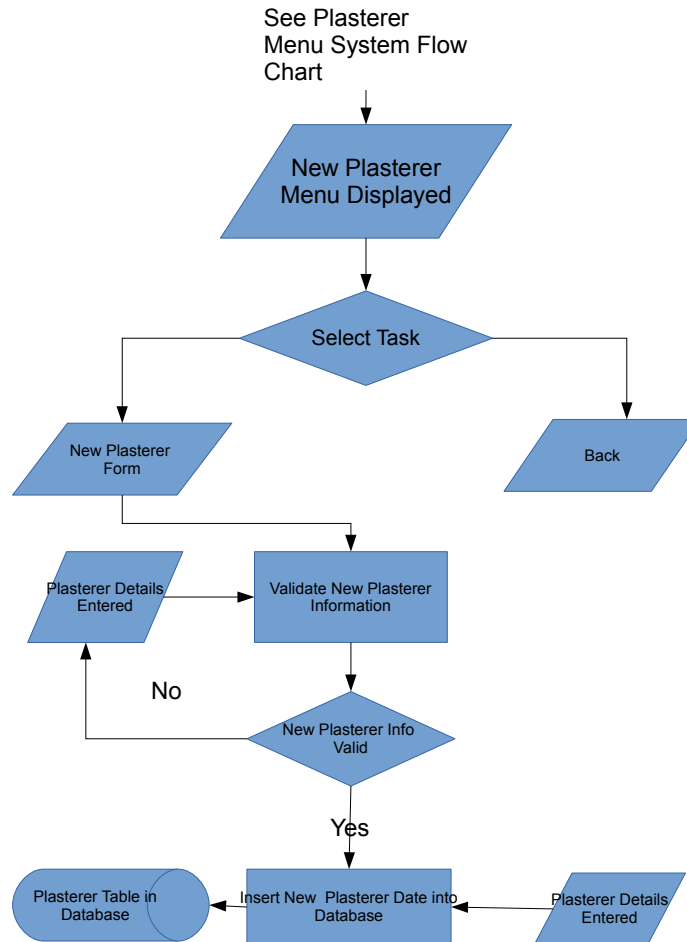 See Plasterer
Menu System Flow
Chart
New Plasterer
Menu Displayed
Select Task
New Plasterer
Form
Back
Plasterer Details
Entered
Validate New Plasterer
Information
No
New Plasterer Info
Valid
Yes
Plasterer Table in
Database
Insert New Plasterer Date into
Database
Plasterer Details
Entered